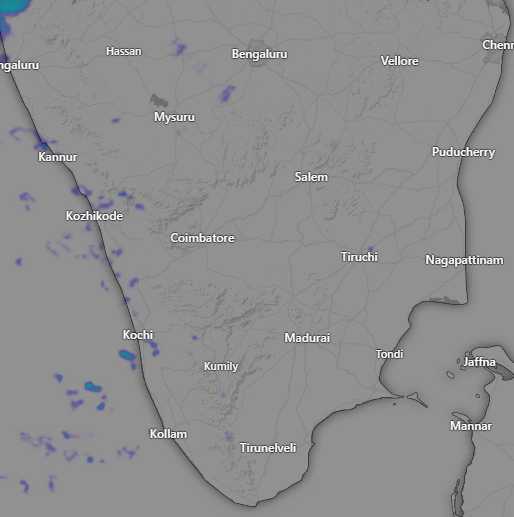 Hassan
Bengaluru
Chenn
Vellore
ngaluru
Mysuru
Kannur
Puducherry
Salem
Kozhikode
Coimbatore
Tiruchi
Nagapattinam
Kochi
Madurai
Tondi
Kumily
Jaffna
Kollam
Mannar
Tirunelveli